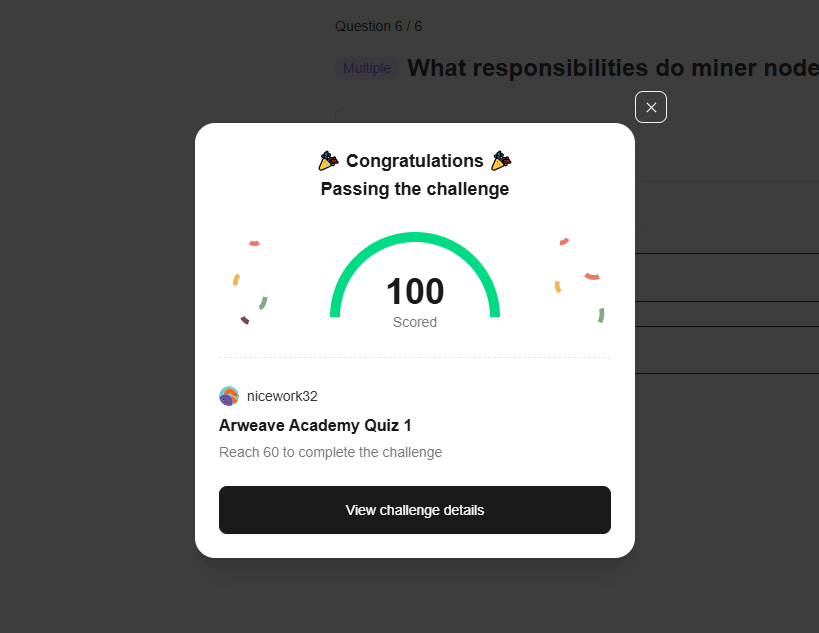 Question 6 / 6
Multiple What responsibilities do miner node
Congratulations
Passing the challenge
100
Scored
nicework32
Arweave Academy Quiz 1
Reach 60 to complete the challenge
View challenge details